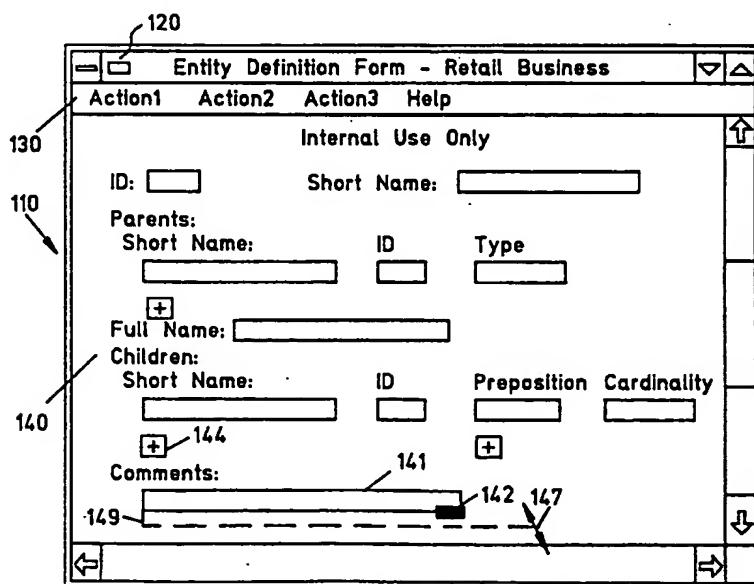 120
Entity Definition Form - Retail Business
Action1 Action2 Action3 Help
130
Internal Use Only
ID: Short Name:
110
Parents:
Short Name: ID Type
+
Full Name:
Children:
Short Name: ID Preposition Cardinality
140
+ 144 +
Comments:
141
142 147
149